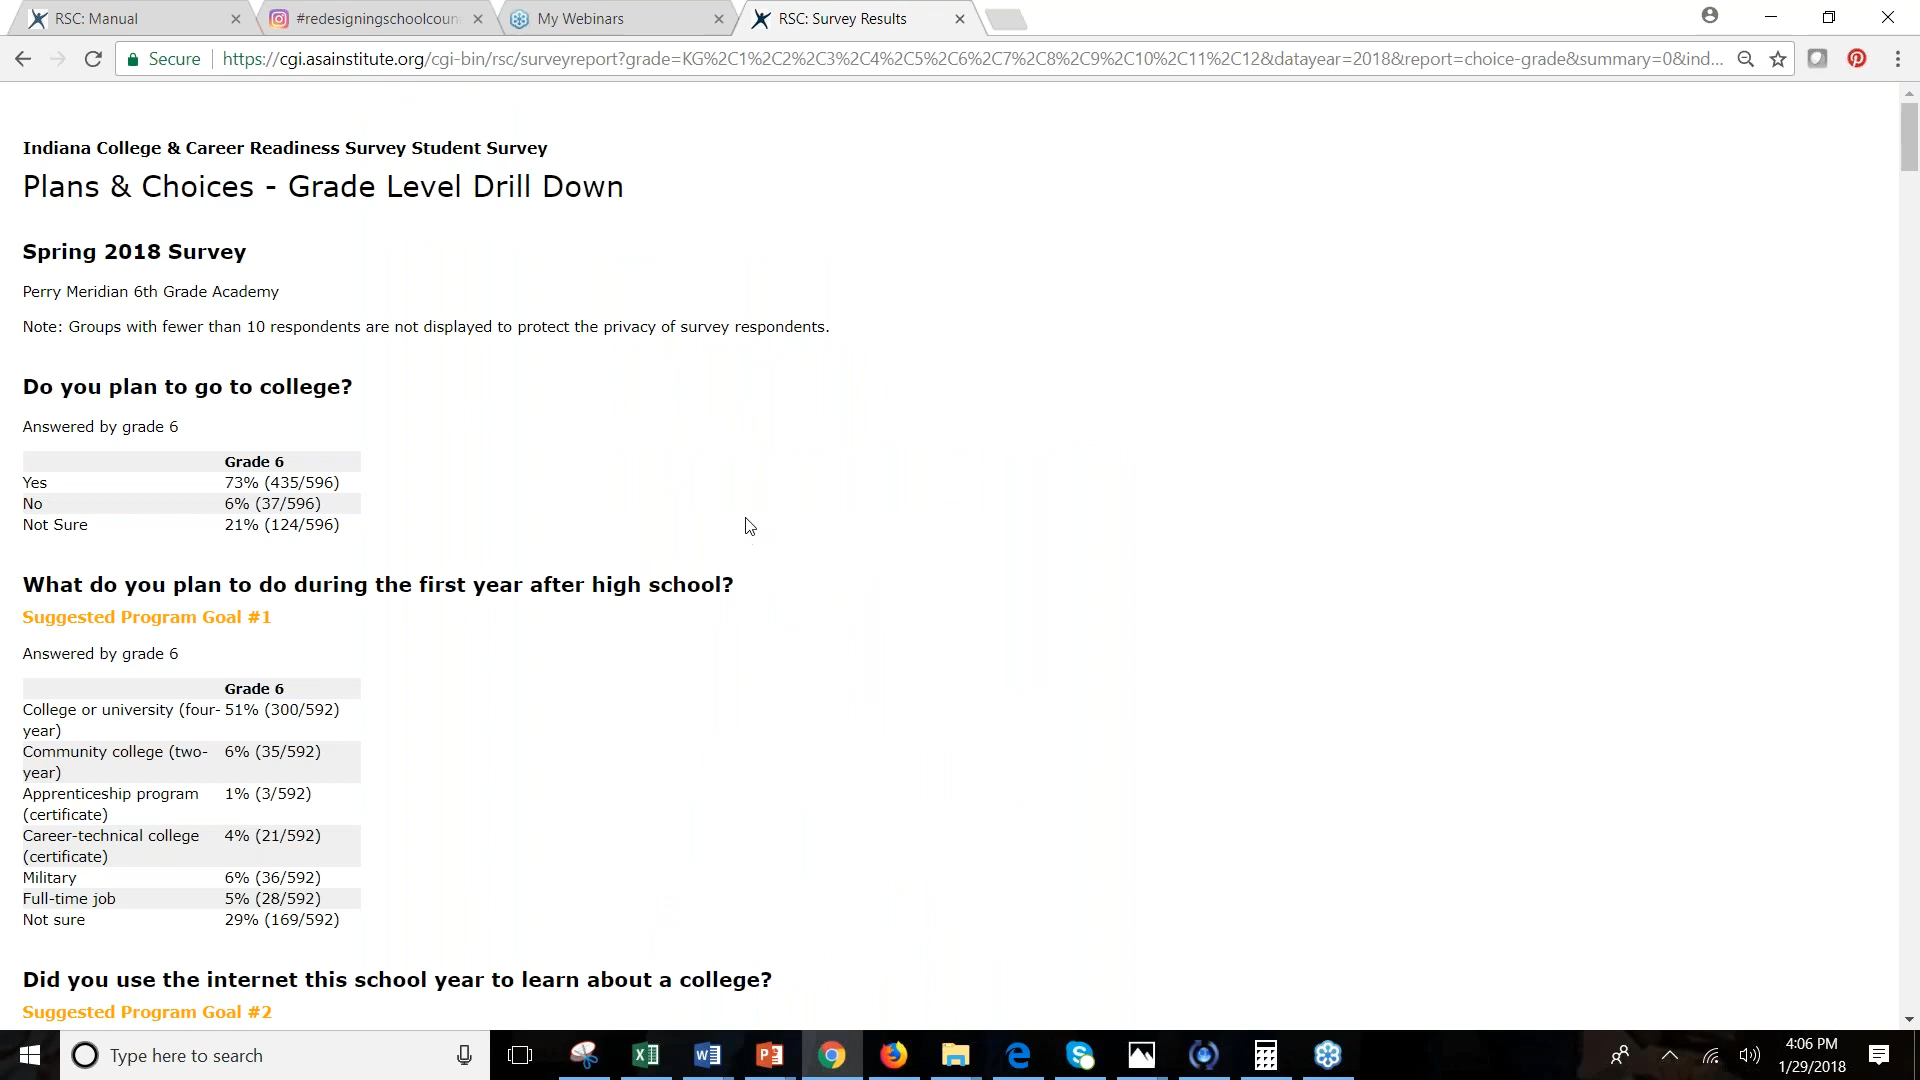 RSC: Manual
#redesigningschoolcoun
My Webinars
RSC: Survey Results
Secure
https://cgi.asainstitute.org/cgi-bin/rsc/surveyreport?grade=KG%2C1%2C2%2C3%2C4%2C5%2C6%2C7%2C8%2C9%2C10%2C11%2C12&datayear=2018&report=choice-grade&summary=0&ind...
Indiana College & Career Readiness Survey Student Survey
Plans & Choices - Grade Level Drill Down
Spring 2018 Survey
Perry Meridian 6th Grade Academy
Note: Groups with fewer than 10 respondents are not displayed to protect the privacy of survey respondents.
Do you plan to go to college?
Answered by grade 6
Grade 6
Yes 73% (435/596)
No 6% (37/596)
Not Sure 21% (124/596)
What do you plan to do during the first year after high school?
Suggested Program Goal #1
Answered by grade 6
Grade 6
College or university (four- 51% (300/592)
year)
Community college (two- 6% (35/592)
year)
Apprenticeship program 1% (3/592)
(certificate)
Career-technical college 4% (21/592)
(certificate)
Military 6% (36/592)
Full-time job 5% (28/592)
Not sure 29% (169/592)
Did you use the internet this school year to learn about a college?
Suggested Program Goal #2
Type here to search
4:06 PM
1/29/2018